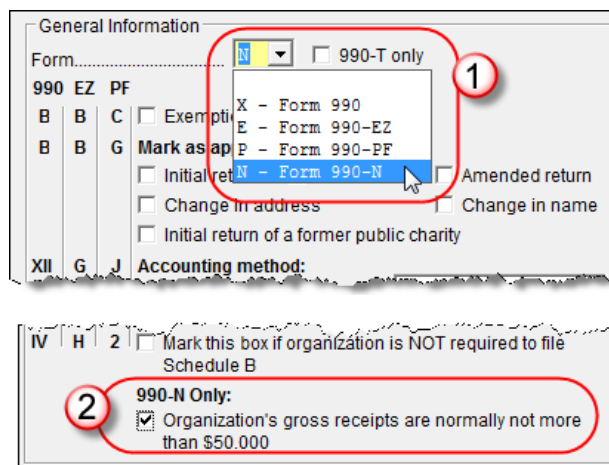 General Information
Form N 990-T only
1
990 EZ PF
X - Form 990
B B C Exempti
E - Form 990-EZ
B B G Mark as ap
P - Form 990-PF
Initial ret
N - Form 990-N
Amended return
Change in address Change in name
Initial return of a former public charity
XII G J Accounting method:
IV H 2 Mark this box if organization is NOT required to file
Schedule B
2
990-N Only:
Organization's gross receipts are normally not more
than $50.000